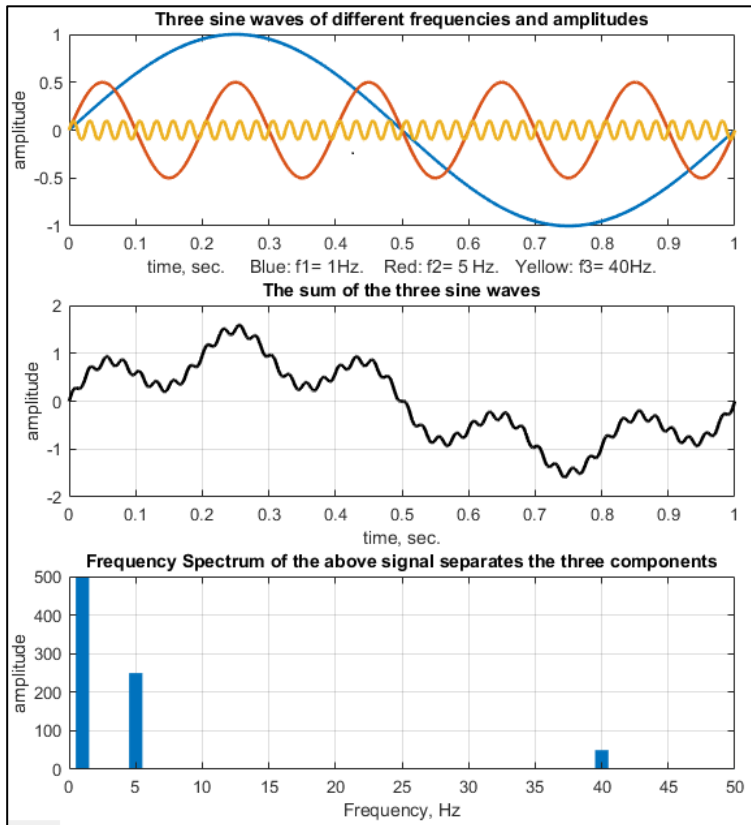 Three sine waves of different frequencies and amplitudes
1
0.5
0
-0.5
-1
amplitude
0 0.1 0.2 0.3 0.4 0.5 0.6 0.7 0.8 0.9 1
time, sec. Blue: f1= 1Hz. Red: f2= 5 Hz. Yellow: f3= 40Hz.
The sum of the three sine waves
2
1
0
-1
-2
amplitude
0 0.1 0.2 0.3 0.4 0.5 0.6 0.7 0.8 0.9 1
time, sec.
Frequency Spectrum of the above signal separates the three components
500
400
300
200
100
0
amplitude
0 5 10 15 20 25 30 35 40 45 50
Frequency, Hz